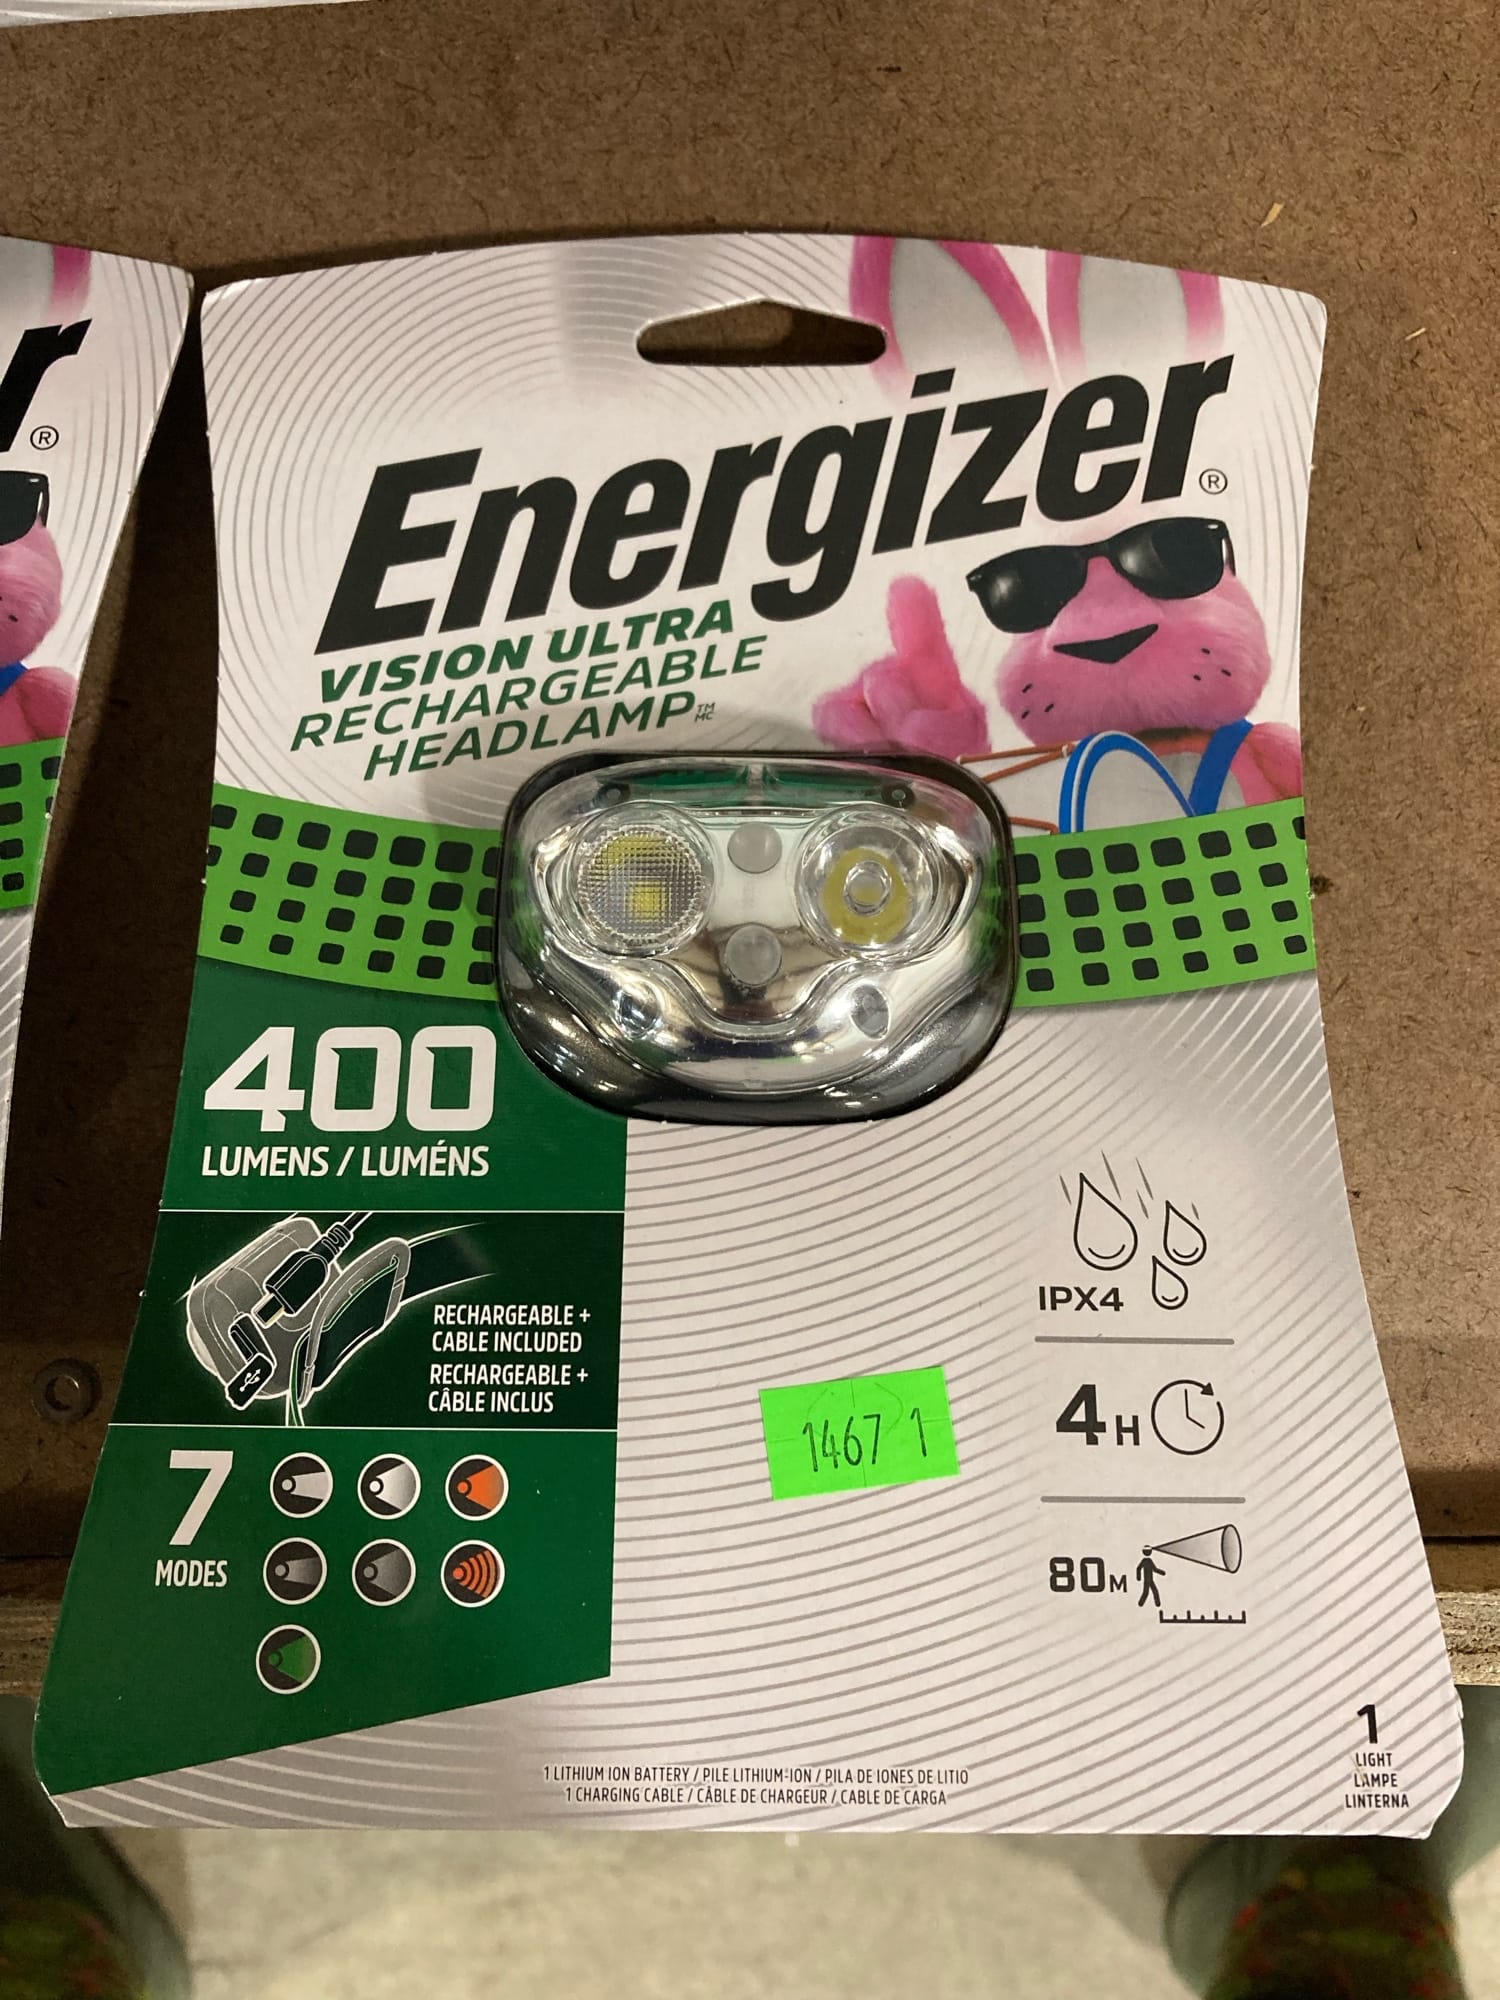 r®
Energizer®
VISION ULTRA
RECHARGEABLE
HEADLAMP™ MC
400
LUMENS / LUMÉNS
RECHARGEABLE +
CABLE INCLUDED
RECHARGEABLE +
CÂBLE INCLUS
7
MODES
IPX4
4H
80M
1467 1
1
LIGHT
LAMPE
LINTERNA
1 LITHIUM ION BATTERY / PILE LITHIUM-ION / PILA DE IONES DE LITIO
1 CHARGING CABLE / CÂBLE DE CHARGEUR / CABLE DE CARGA